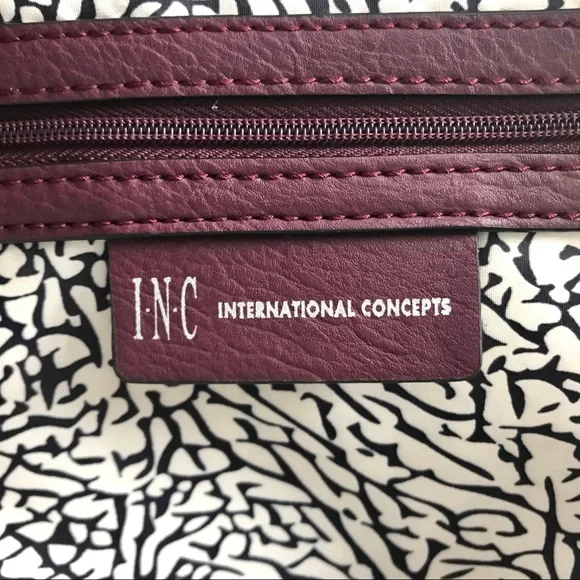 I·N·C INTERNATIONAL CONCEPTS